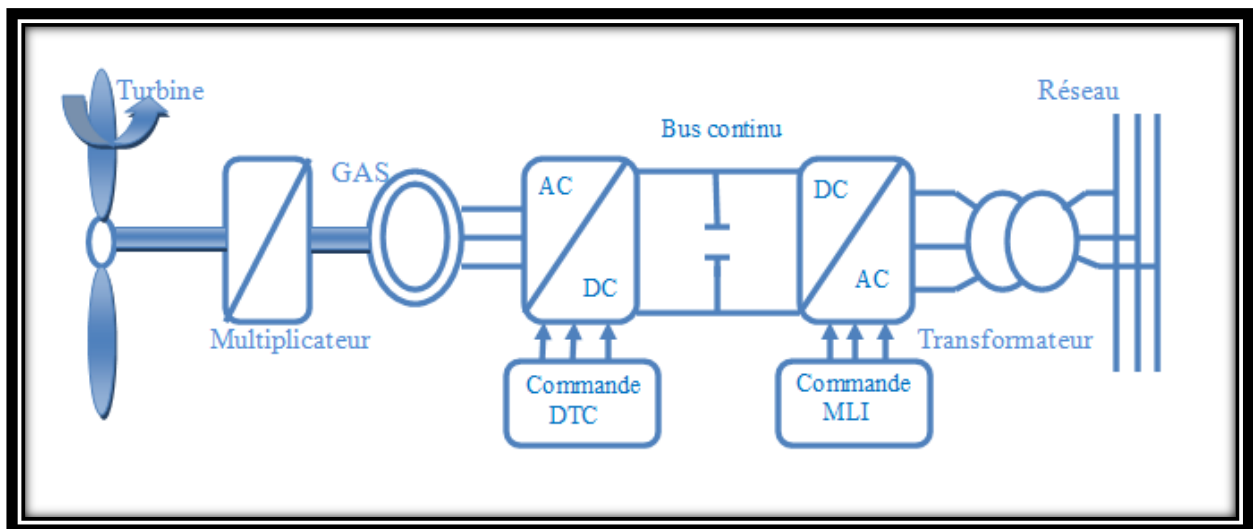 Turbine
Réseau
Bus continu
GAS
AC
DC
DC
AC
Multiplicateur
Transformateur
Commande
DTC
Commande
MLI